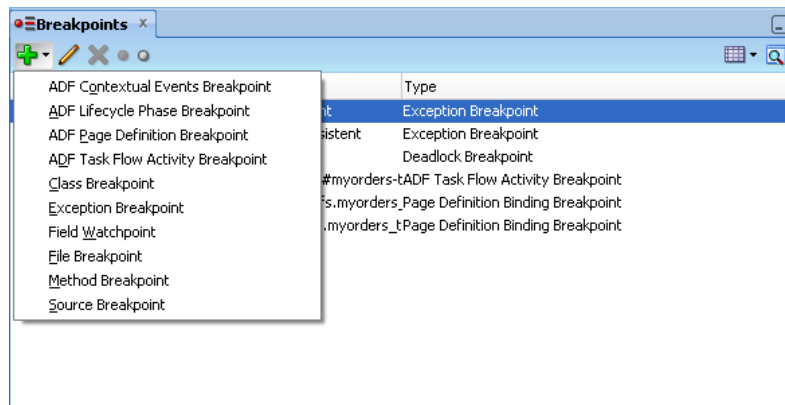 Breakpoints
ADF Contextual Events Breakpoint
ADF Lifecycle Phase Breakpoint
ADF Page Definition Breakpoint
ADF Task Flow Activity Breakpoint
Class Breakpoint
Exception Breakpoint
Field Watchpoint
File Breakpoint
Method Breakpoint
Source Breakpoint
Type
Exception Breakpoint
sistent Exception Breakpoint
Deadlock Breakpoint
#myorders-tADF Task Flow Activity Breakpoint
fs.myorders_Page Definition Binding Breakpoint
.myorders_tPage Definition Binding Breakpoint